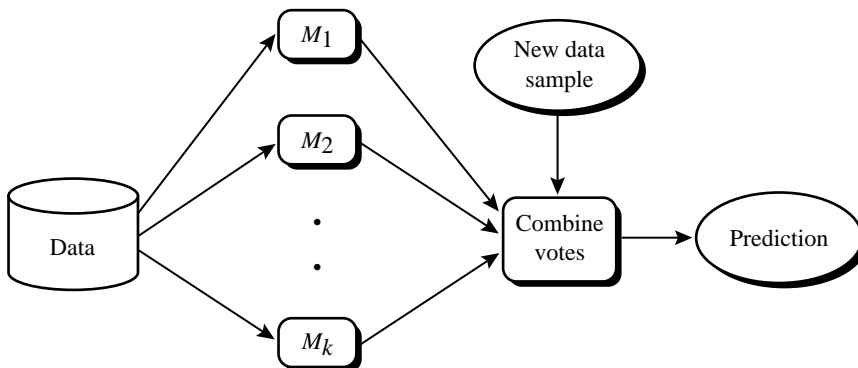 M1
New data
sample
M2
Data
Combine
votes
Prediction
Mk